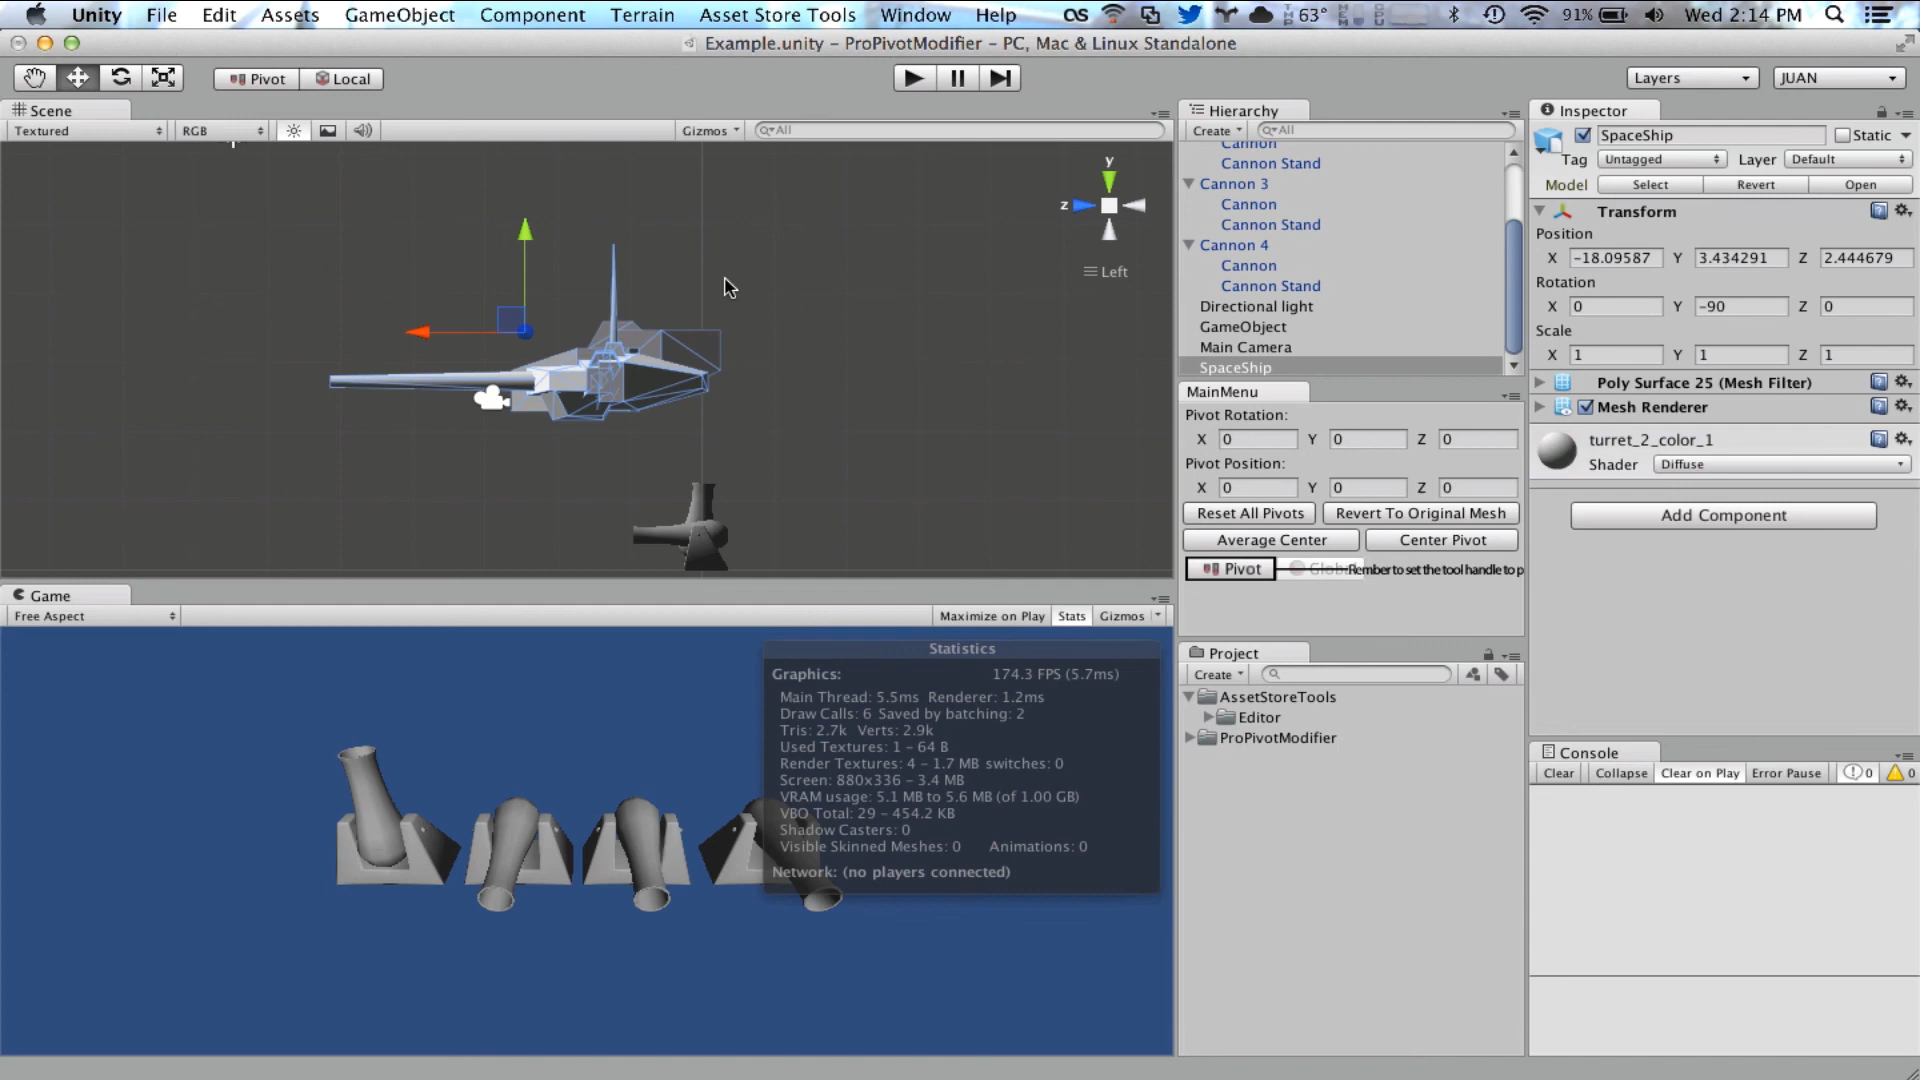 Unity File Edit Assets GameObject Component Terrain Asset Store Tools Window Help OS 63° 91% Wed 2:14 PM
Example.unity – ProPivotModifier – PC, Mac & Linux Standalone
Pivot Local Layers JUAN
Scene
Textured RGB Gizmos All
y
z
Left
Game
Free Aspect Maximize on Play Stats Gizmos
Statistics
Graphics: 174.3 FPS (5.7ms)
Main Thread: 5.5ms Renderer: 1.2ms
Draw Calls: 6 Saved by batching: 2
Tris: 2.7k Verts: 2.9k
Used Textures: 1 – 64 B
Render Textures: 4 – 1.7 MB switches: 0
Screen: 880x336 – 3.4 MB
VRAM usage: 5.1 MB to 5.6 MB (of 1.00 GB)
VBO Total: 29 – 454.2 KB
Shadow Casters: 0
Visible Skinned Meshes: 0 Animations: 0
Network: (no players connected)
Hierarchy
Create All
Cannon
Cannon Stand
Cannon 3
Cannon
Cannon Stand
Cannon 4
Cannon
Cannon Stand
Directional light
GameObject
Main Camera
SpaceShip
MainMenu
Pivot Rotation:
X 0 Y 0 Z 0
Pivot Position:
X 0 Y 0 Z 0
Reset All Pivots Revert To Original Mesh
Average Center Center Pivot
Pivot Rember to set the tool handle to p
Project
Create
AssetStoreTools
Editor
ProPivotModifier
Inspector
SpaceShip Static
Tag Untagged Layer Default
Model Select Revert Open
Transform
Position
X -18.09587 Y 3.434291 Z 2.444679
Rotation
X 0 Y -90 Z 0
Scale
X 1 Y 1 Z 1
Poly Surface 25 (Mesh Filter)
Mesh Renderer
turret_2_color_1
Shader Diffuse
Add Component
Console
Clear Collapse Clear on Play Error Pause 0 0